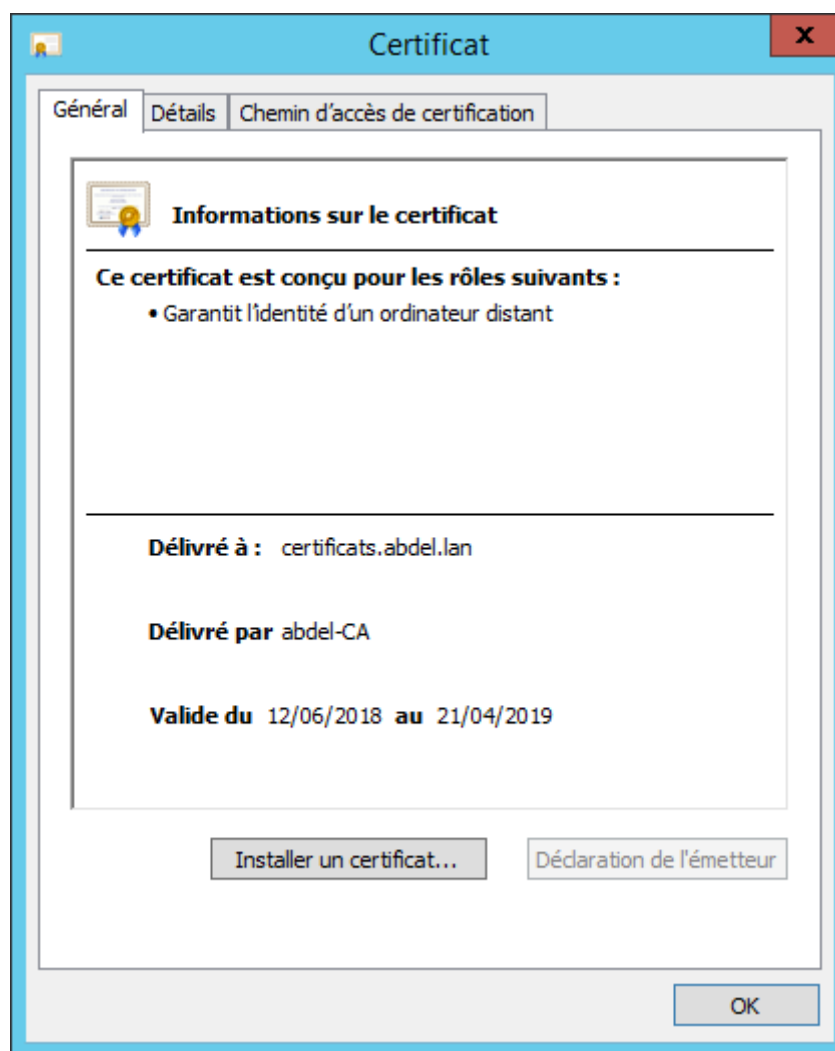 Certificat
x
Général Détails Chemin d'accès de certification
Informations sur le certificat
Ce certificat est conçu pour les rôles suivants :
• Garantit l'identité d'un ordinateur distant
Délivré à : certificats.abdel.lan
Délivré par abdel-CA
Valide du 12/06/2018 au 21/04/2019
Installer un certificat... Déclaration de l'émetteur
OK